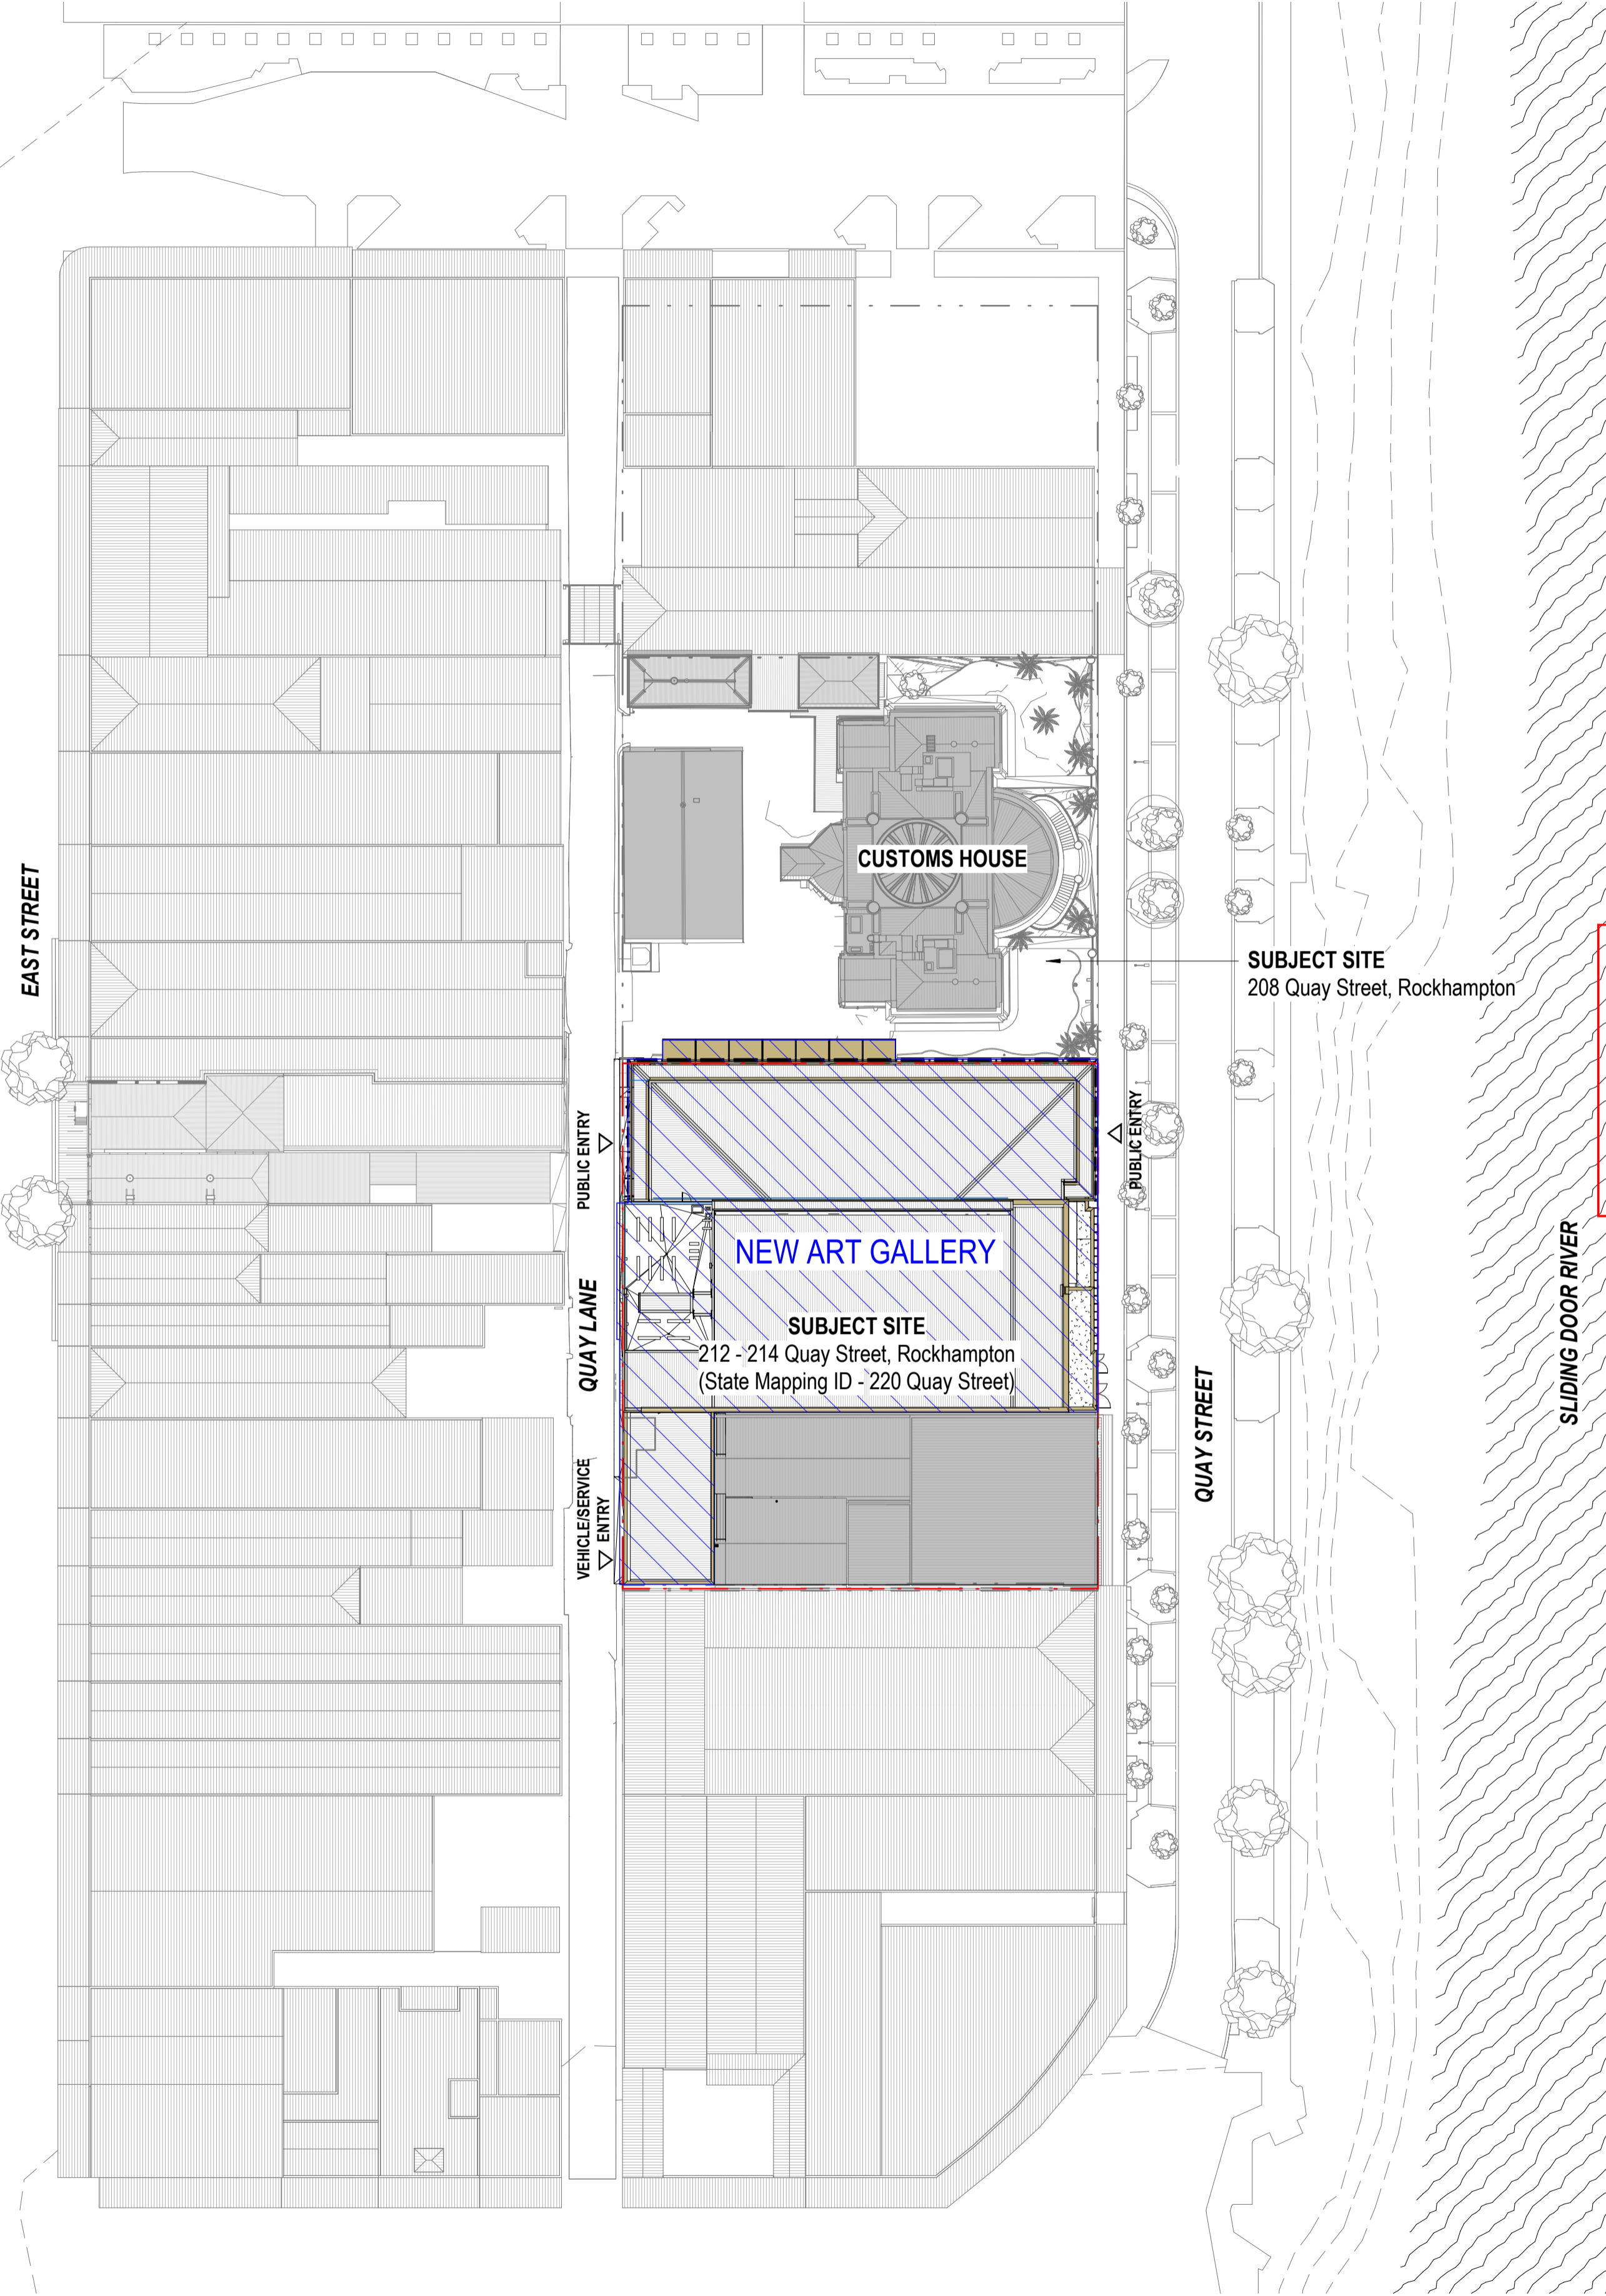 CUSTOMS HOUSE
EAST STREET
SUBJECT SITE
208 Quay Street, Rockhampton
PUBLIC ENTRY
PUBLIC ENTRY
NEW ART GALLERY
SUBJECT SITE
212 - 214 Quay Street, Rockhampton
(State Mapping ID - 220 Quay Street)
QUAY LANE
SLIDING DOOR RIVER
QUAY STREET
VEHICLE/SERVICE
ENTRY